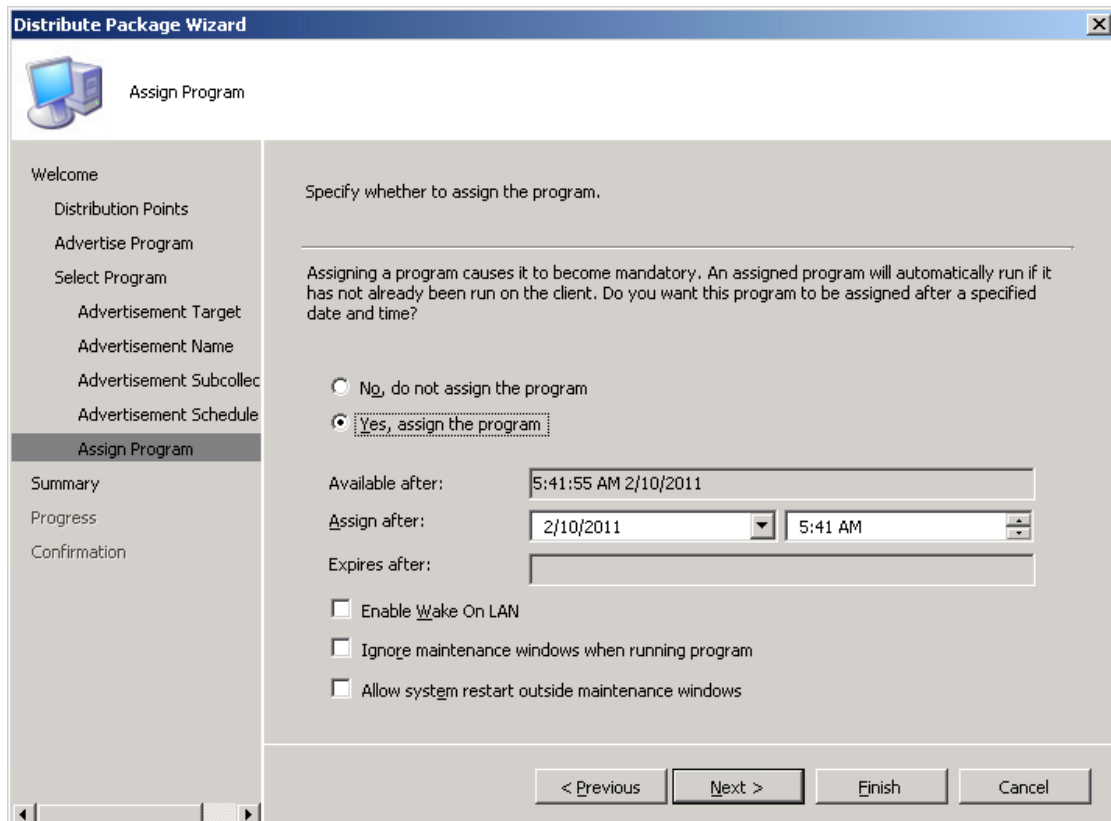 Distribute Package Wizard
Assign Program
Welcome
Distribution Points
Advertise Program
Select Program
Advertisement Target
Advertisement Name
Advertisement Subcollec
Advertisement Schedule
Assign Program
Summary
Progress
Confirmation
Specify whether to assign the program.
Assigning a program causes it to become mandatory. An assigned program will automatically run if it
has not already been run on the client. Do you want this program to be assigned after a specified
date and time?
No, do not assign the program
Yes, assign the program
Available after: 5:41:55 AM 2/10/2011
Assign after: 2/10/2011 5:41 AM
Expires after:
Enable Wake On LAN
Ignore maintenance windows when running program
Allow system restart outside maintenance windows
< Previous Next > Finish Cancel